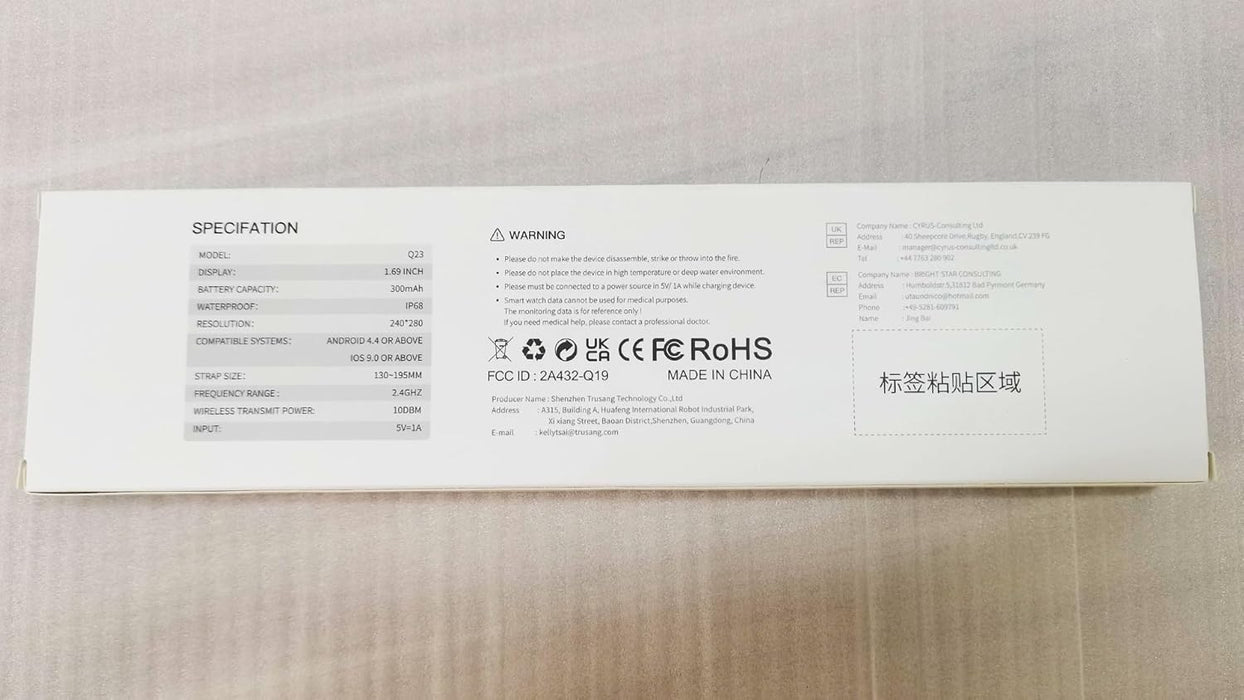 SPECIFATION
MODEL: Q23
DISPLAY: 1.69 INCH
BATTERY CAPACITY: 300mAh
WATERPROOF: IP68
RESOLUTION: 240*280
COMPATIBLE SYSTEMS: ANDROID 4.4 OR ABOVE
IOS 9.0 OR ABOVE
STRAP SIZE: 130~195MM
FREQUENCY RANGE: 2.4GHZ
WIRELESS TRANSMIT POWER: 10DBM
INPUT: 5V=1A
WARNING
• Please do not make the device disassemble, strike or throw into the fire.
• Please do not place the device in high temperature or deep water environment.
• Please must be connected to a power source in 5V/ 1A while charging device.
• Smart watch data cannot be used for medical purposes.
The monitoring data is for reference only !
If you need medical help, please contact a professional doctor.
UK
CA CE FC RoHS
FCC ID : 2A432-Q19 MADE IN CHINA
Producer Name : Shenzhen Trusang Technology Co.,Ltd
Address : A315, Building A, Huafeng International Robot Industrial Park,
Xi xiang Street, Baoan District,Shenzhen, Guangdong, China
E-mail : kellytsai@trusang.com
UK
REP
Company Name : CYRUS-Consulting Ltd
Address : 40 Sheepcote Drive,Rugby, England,CV 239 FG
E-Mail : manager@cyrus-consultingltd.co.uk
Tel : +44 7763 280 902
EC
REP
Company Name : BRIGHT STAR CONSULTING
Address : Humboldstr.5,31812 Bad Pyrmont Germany
Email : utaundnico@hotmail.com
Phone : +49-5281-609791
Name : Jing Bai
标签粘贴区域